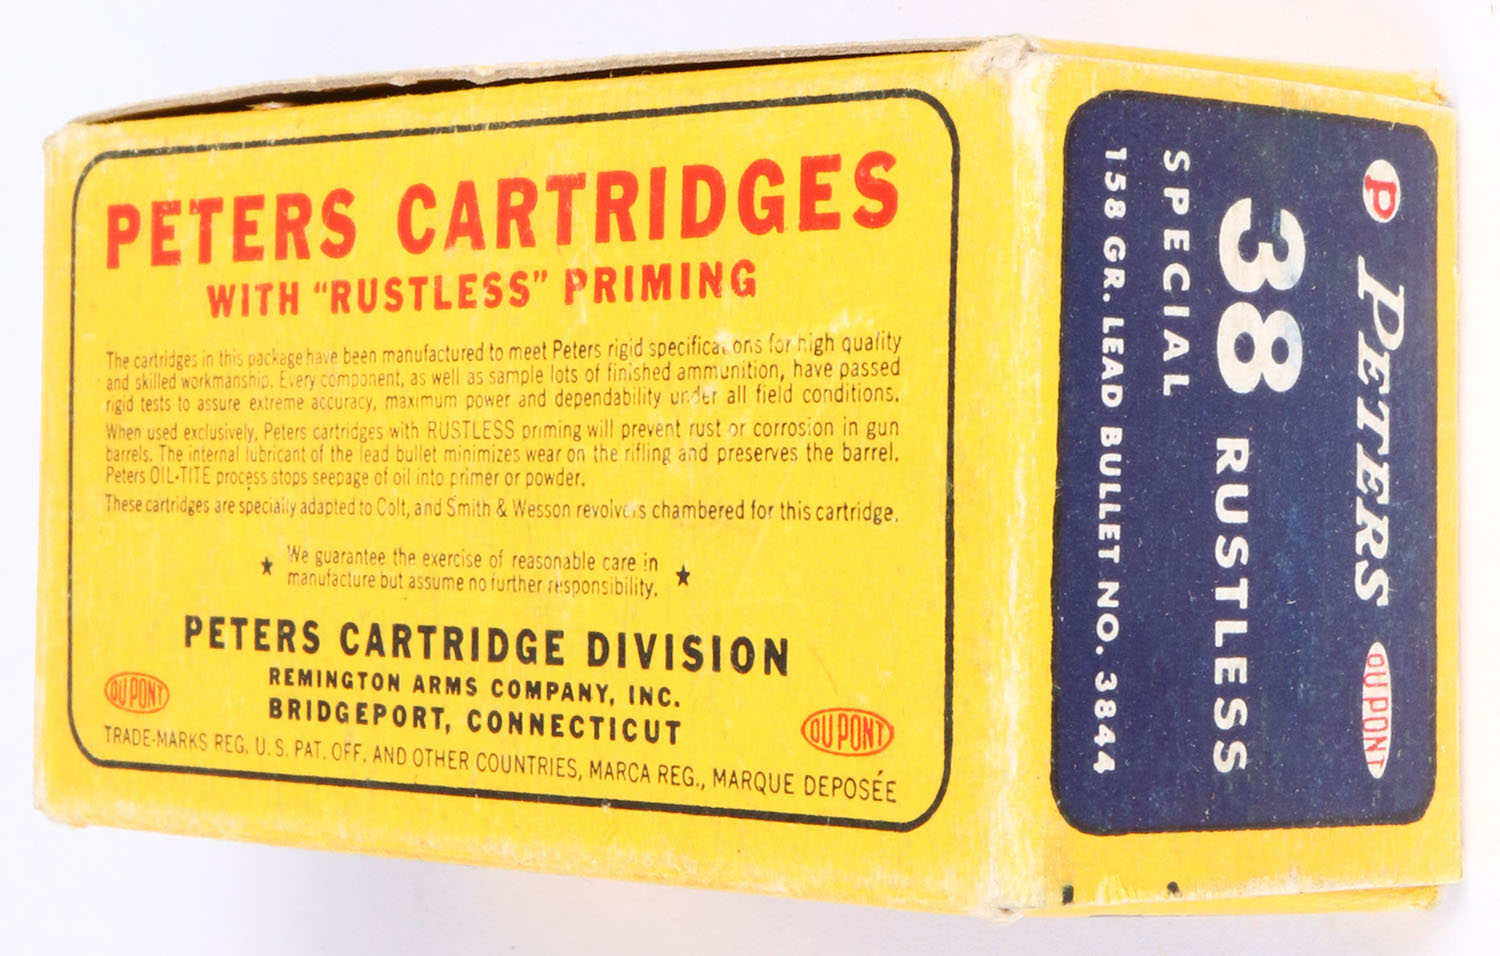 PETERS CARTRIDGES
WITH "RUSTLESS" PRIMING
The cartridges in this package have been manufactured to meet Peters rigid specifications for high quality
and skilled workmanship. Every component, as well as sample lots of finished ammunition, have passed
rigid tests to assure extreme accuracy, maximum power and dependability under all field conditions.
When used exclusively, Peters cartridges with RUSTLESS priming will prevent rust or corrosion in gun
barrels. The internal lubricant of the lead bullet minimizes wear on the rifling and preserves the barrel.
Peters OIL-TITE process stops seepage of oil into primer or powder.
These cartridges are specially adapted to Colt, and Smith & Wesson revolvers chambered for this cartridge.
★ We guarantee the exercise of reasonable care in
manufacture but assume no further responsibility. ★
PETERS CARTRIDGE DIVISION
REMINGTON ARMS COMPANY, INC.
BRIDGEPORT, CONNECTICUT
DU PONT
DU PONT
TRADE-MARKS REG. U.S. PAT. OFF. AND OTHER COUNTRIES, MARCA REG., MARQUE DEPOSÉE
P PETERS DU PONT
38 RUSTLESS
SPECIAL
158 GR. LEAD BULLET NO. 3844